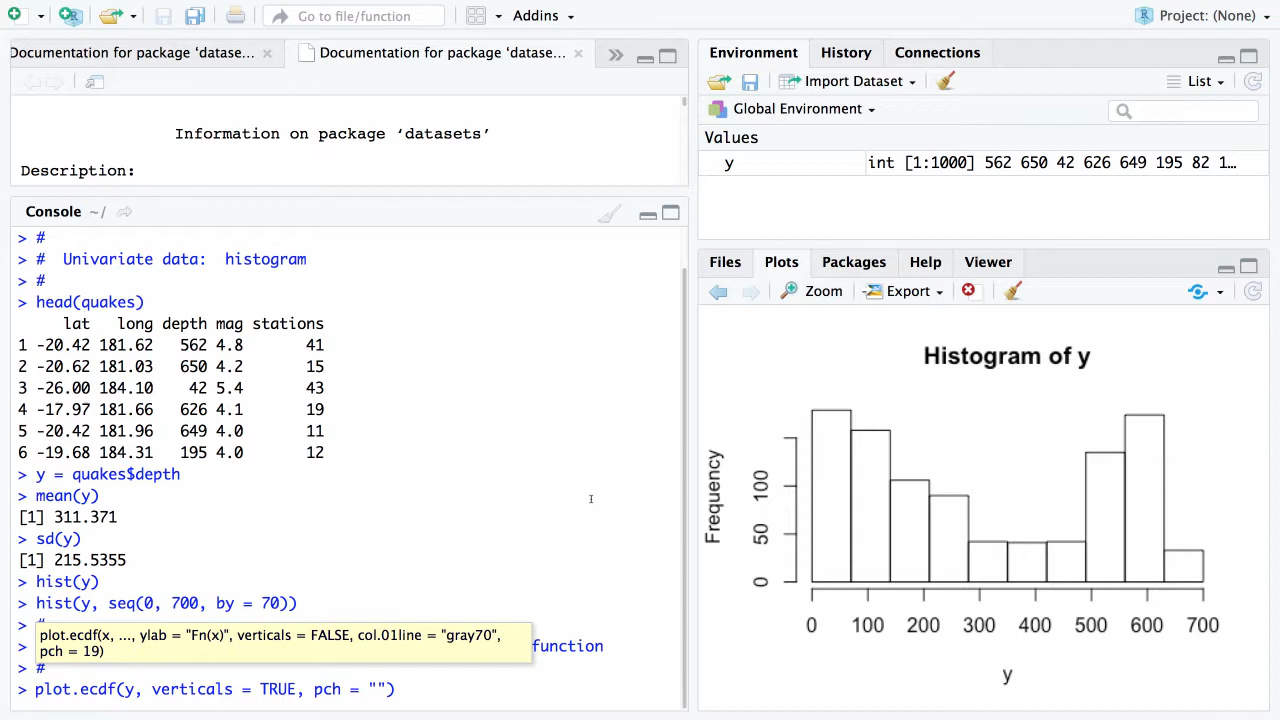 Go to file/function
Addins
Project: (None)
Documentation for package ‘datase...
Documentation for package ‘datase...
Information on package ‘datasets’
Description:
Console ~/
> #
> #  Univariate data:  histogram
> #
> head(quakes)
lat long depth mag stations
1 -20.42 181.62 562 4.8 41
2 -20.62 181.03 650 4.2 15
3 -26.00 184.10 42 5.4 43
4 -17.97 181.66 626 4.1 19
5 -20.42 181.96 649 4.0 11
6 -19.68 184.31 195 4.0 12
> y = quakes$depth
> mean(y)
[1] 311.371
> sd(y)
[1] 215.5355
> hist(y)
> hist(y, seq(0, 700, by = 70))
> #
plot.ecdf(x, ..., ylab = "Fn(x)", verticals = FALSE, col.01line = "gray70",
pch = 19)
> function
> #
> plot.ecdf(y, verticals = TRUE, pch = "")
Environment History Connections
Import Dataset List
Global Environment
Values
y int [1:1000] 562 650 42 626 649 195 82 1…
Files Plots Packages Help Viewer
Zoom Export
Histogram of y
Frequency
0 50 100
0 100 200 300 400 500 600 700
y